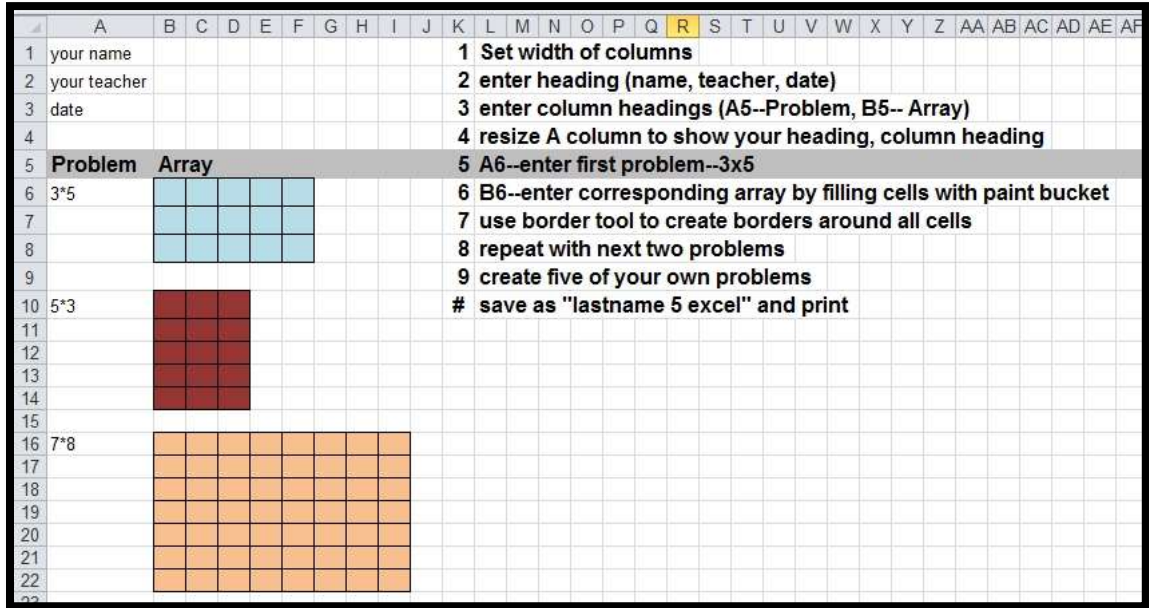 A B C D E F G H I J K L M N O P Q R S T U V W X Y Z AA AB AC AD AE AF
1 your name 1 Set width of columns
2 your teacher 2 enter heading (name, teacher, date)
3 date 3 enter column headings (A5--Problem, B5-- Array)
4 4 resize A column to show your heading, column heading
5 Problem Array 5 A6--enter first problem--3x5
6 3*5 6 B6--enter corresponding array by filling cells with paint bucket
7 7 use border tool to create borders around all cells
8 8 repeat with next two problems
9 9 create five of your own problems
10 5*3 # save as "lastname 5 excel" and print
11
12
13
14
15
16 7*8
17
18
19
20
21
22
23